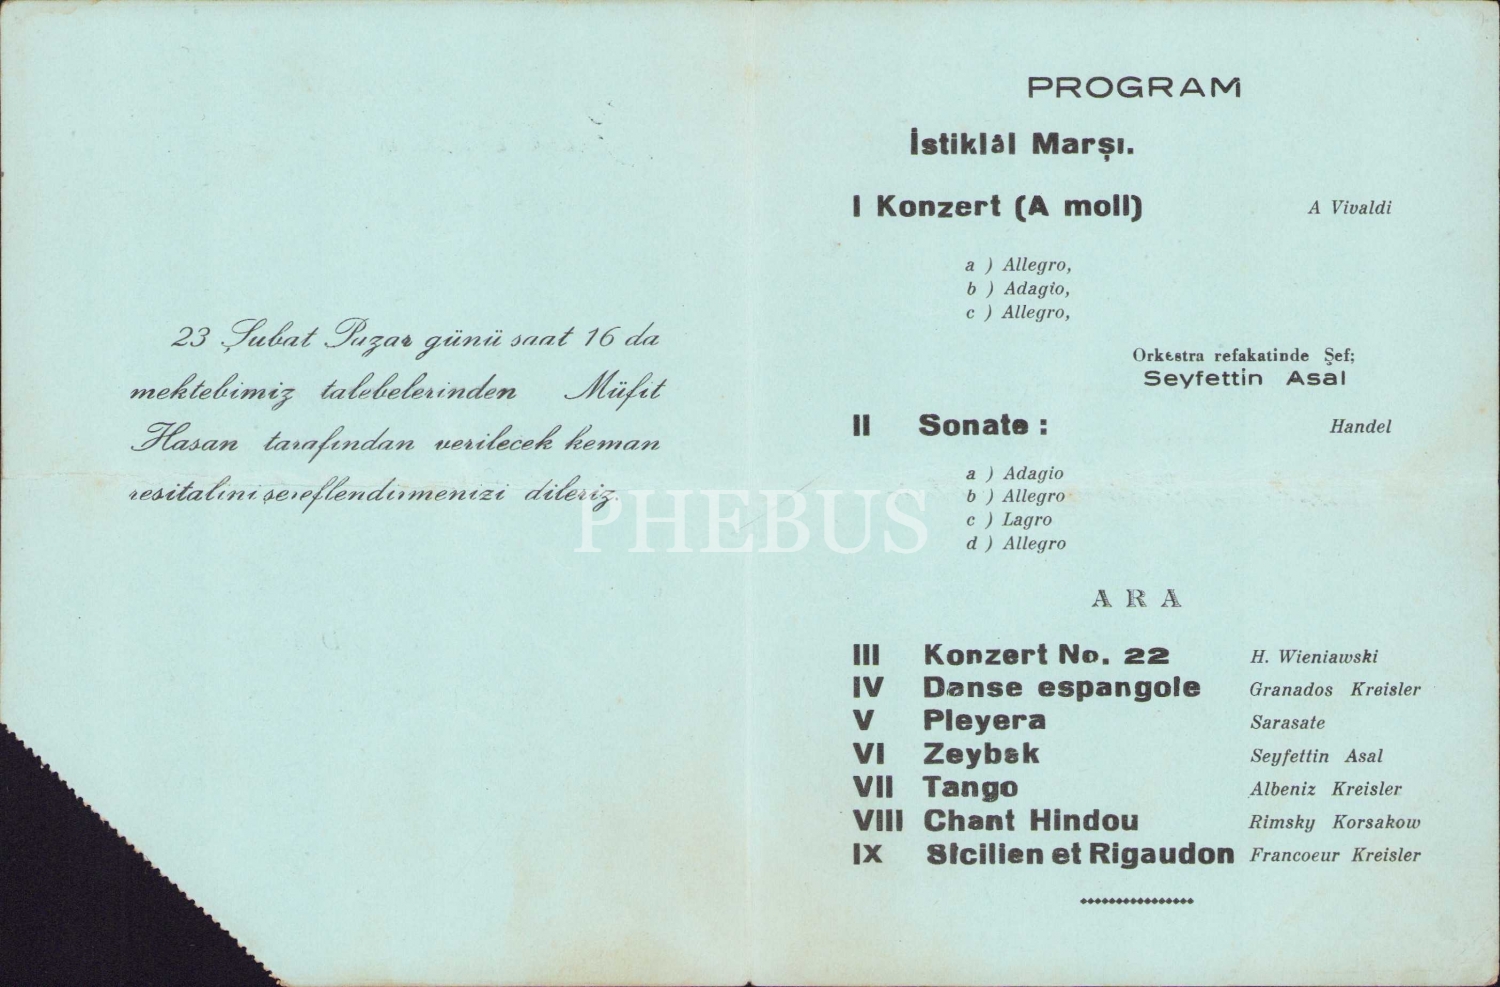 23 Şubat Pazar günü saat 16 da
mektebimiz talebelerinden Müfit
Hasan tarafından verilecek keman
resitalini şereflendirmenizi dileriz.
PHEBUS
PROGRAM
İstiklâl Marşı.
I Konzert (A moll) A Vivaldi
a ) Allegro,
b ) Adagio,
c ) Allegro,
Orkestra refakatinde Şef;
Seyfettin Asal
II Sonate : Handel
a ) Adagio
b ) Allegro
c ) Lagro
d ) Allegro
ARA
III Konzert No. 22 H. Wieniawski
IV Danse espangole Granados Kreisler
V Pleyera Sarasate
VI Zeybek Seyfettin Asal
VII Tango Albeniz Kreisler
VIII Chant Hindou Rimsky Korsakow
IX Sicilien et Rigaudon Francoeur Kreisler